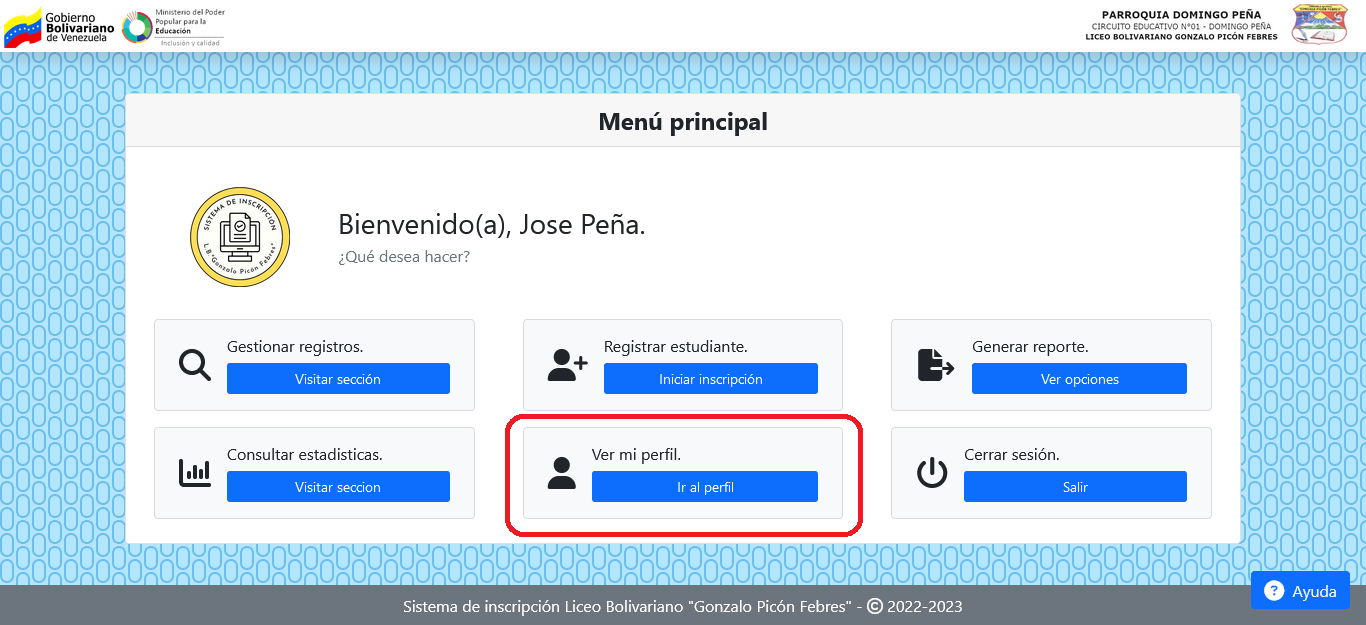 Gobierno
Bolivariano
de Venezuela
Ministerio del Poder
Popular para la
Educación
Inclusión y calidad
PARROQUIA DOMINGO PEÑA
CIRCUITO EDUCATIVO N°01 - DOMINGO PEÑA
LICEO BOLIVARIANO GONZALO PICÓN FEBRES
Menú principal
SISTEMA DE INSCRIPCIÓN
L.B "Gonzalo Picón Febres"
Bienvenido(a), Jose Peña.
¿Qué desea hacer?
Gestionar registros.
Visitar sección
Registrar estudiante.
Iniciar inscripción
Generar reporte.
Ver opciones
Consultar estadisticas.
Visitar seccion
Ver mi perfil.
Ir al perfil
Cerrar sesión.
Salir
Sistema de inscripción Liceo Bolivariano "Gonzalo Picón Febres" - © 2022-2023
? Ayuda